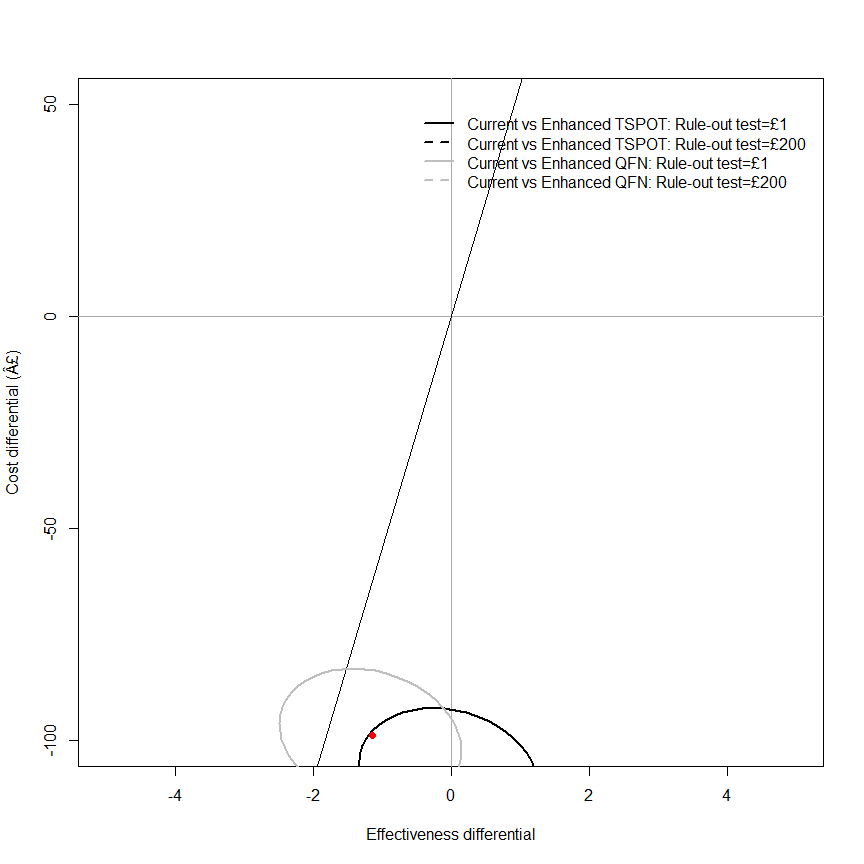 Current vs Enhanced TSPOT: Rule-out test=£1
Current vs Enhanced TSPOT: Rule-out test=£200
Current vs Enhanced QFN: Rule-out test=£1
Current vs Enhanced QFN: Rule-out test=£200
50
0
-50
-100
Cost differential (Â£)
-4 -2 0 2 4
Effectiveness differential